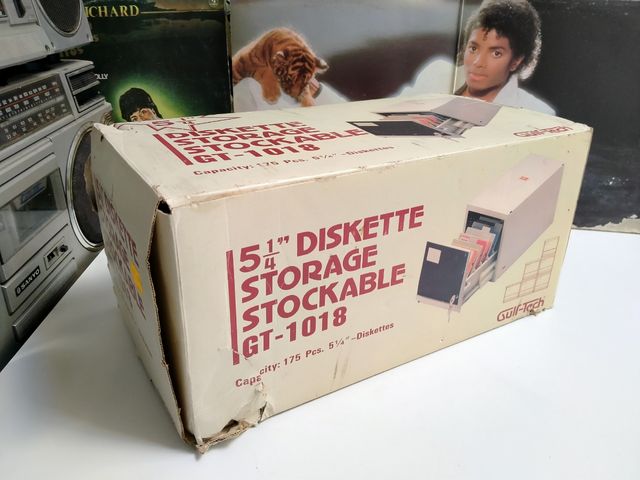 RICHARD
OLLY
SANYO
DISKETTE
STORAGE
STOCKABLE
GT-1018
Capacity: 175 Pcs. 5¼"-Diskettes
Gulf-Tech
5¼" DISKETTE
STORAGE
STOCKABLE
GT-1018
Capacity: 175 Pcs. 5¼"-Diskettes
Gulf-Tech